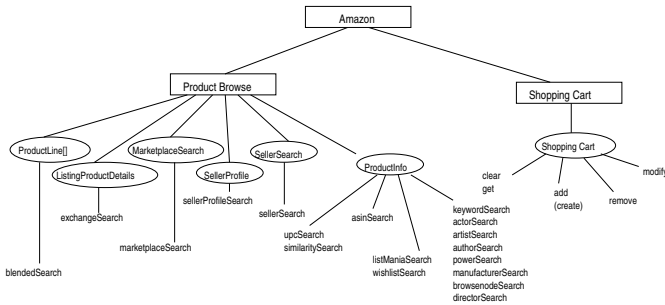 Amazon
Product Browse
Shopping Cart
ProductLine[]
MarketplaceSearch
SellerSearch
Shopping Cart
ListingProductDetails
SellerProfile
ProductInfo
clear
get
add
(create)
remove
modify
exchangeSearch
sellerProfileSearch
sellerSearch
asinSearch
upcSearch
similaritySearch
keywordSearch
actorSearch
artistSearch
authorSearch
powerSearch
manufacturerSearch
browsenodeSearch
directorSearch
marketplaceSearch
listManiaSearch
wishlistSearch
blendedSearch